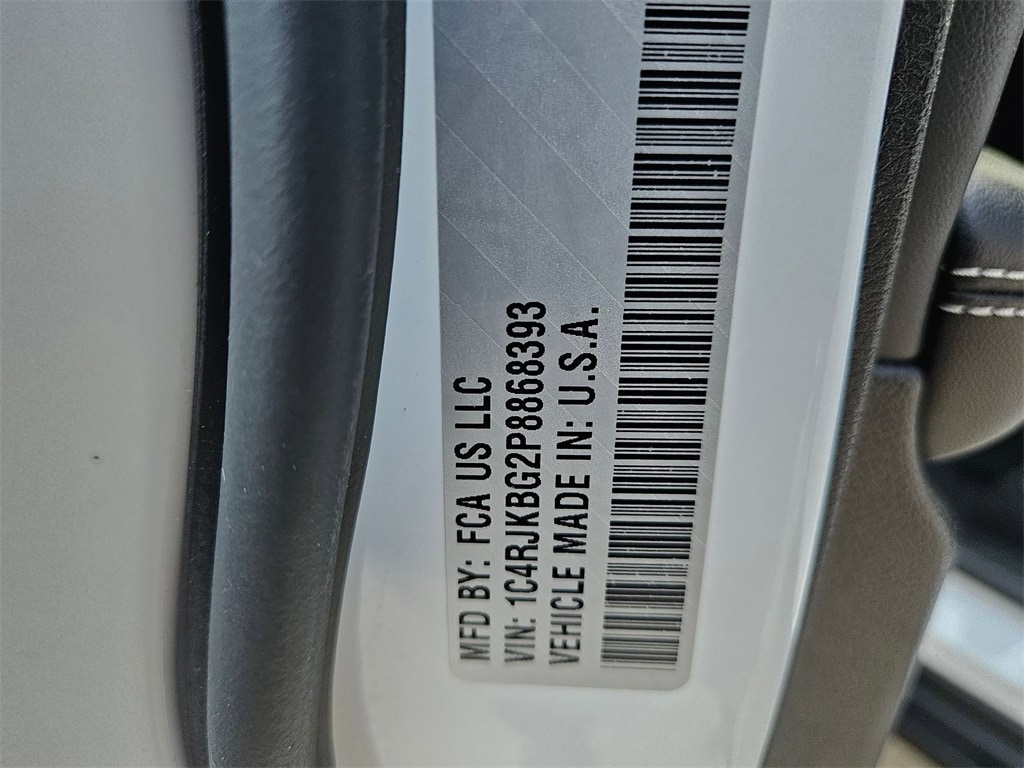 MFD BY: FCA US LLC
VIN: 1C4RJKBG2P8868393
VEHICLE MADE IN: U.S.A.